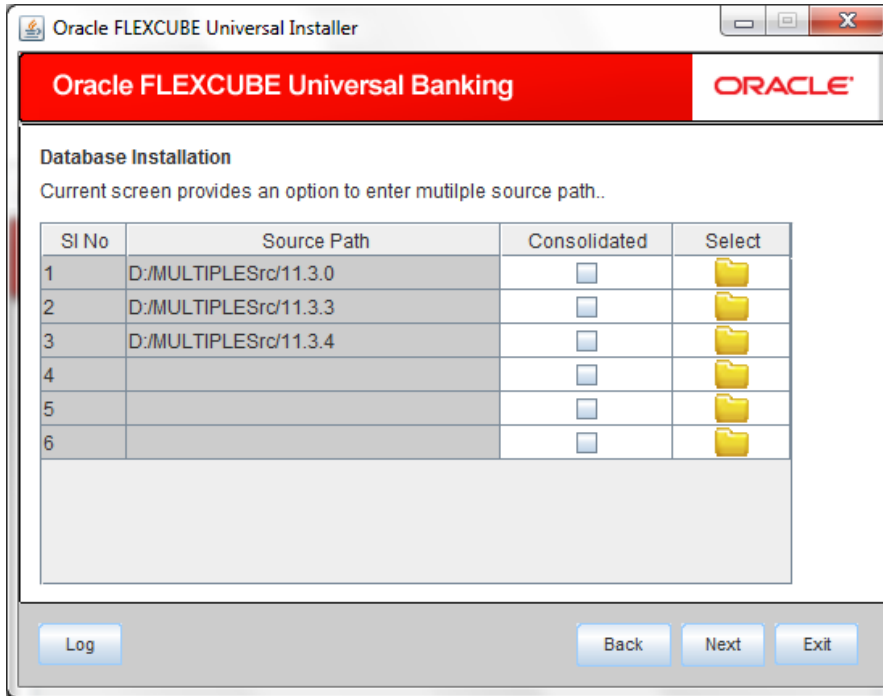 Oracle FLEXCUBE Universal Installer
Oracle FLEXCUBE Universal Banking
ORACLE
Database Installation
Current screen provides an option to enter mutilple source path..
SI No Source Path Consolidated Select
1 D:/MULTIPLESrc/11.3.0
2 D:/MULTIPLESrc/11.3.3
3 D:/MULTIPLESrc/11.3.4
4
5
6
Log Back Next Exit